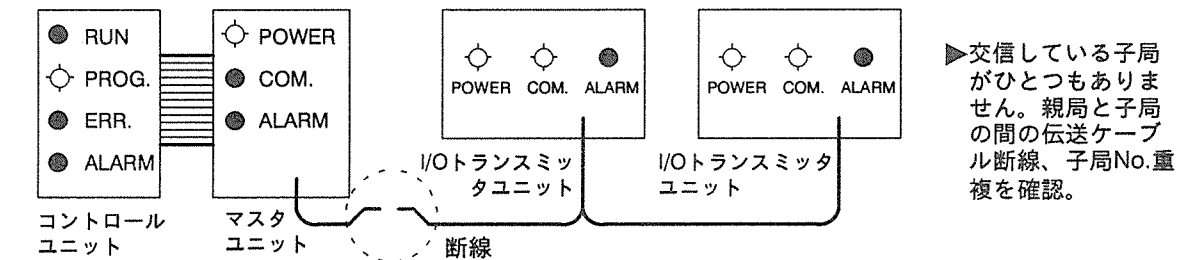 RUN
PROG.
ERR.
ALARM
コントロール
ユニット
POWER
COM.
ALARM
マスタ
ユニット
断線
POWER COM. ALARM
I/Oトランスミッ
タユニット
POWER COM. ALARM
I/Oトランスミッタ
ユニット
▶交信している子局
がひとつもありま
せん。親局と子局
の間の伝送ケーブ
ル断線、子局No.重
複を確認。